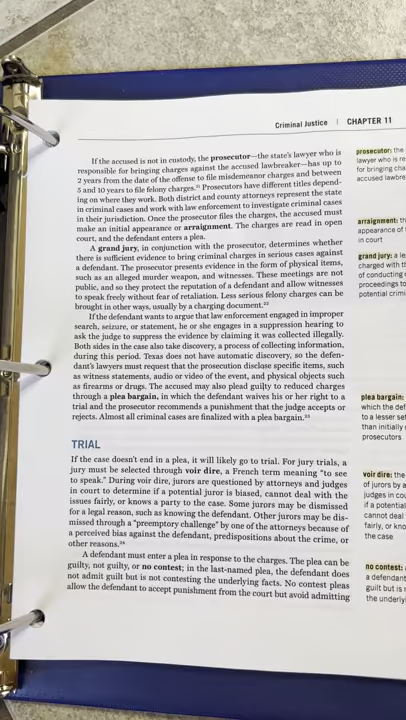 Criminal Justice | CHAPTER 11
If the accused is not in custody, the prosecutor—the state's lawyer who is
responsible for bringing charges against the accused lawbreaker—has up to
2 years from the date of the offense to file misdemeanor charges and between
5 and 10 years to file felony charges.²¹ Prosecutors have different titles depend-
ing on where they work. Both district and county attorneys represent the state
in criminal cases and work with law enforcement to investigate criminal cases
in their jurisdiction. Once the prosecutor files the charges, the accused must
make an initial appearance or arraignment. The charges are read in open
court, and the defendant enters a plea.
A grand jury, in conjunction with the prosecutor, determines whether
there is sufficient evidence to bring criminal charges in serious cases against
a defendant. The prosecutor presents evidence in the form of physical items,
such as an alleged murder weapon, and witnesses. These meetings are not
public, and so they protect the reputation of a defendant and allow witnesses
to speak freely without fear of retaliation. Less serious felony charges can be
brought in other ways, usually by a charging document.²²
If the defendant wants to argue that law enforcement engaged in improper
search, seizure, or statement, he or she engages in a suppression hearing to
ask the judge to suppress the evidence by claiming it was collected illegally.
Both sides in the case also take discovery, a process of collecting information,
during this period. Texas does not have automatic discovery, so the defen-
dant's lawyers must request that the prosecution disclose specific items, such
as witness statements, audio or video of the event, and physical objects such
as firearms or drugs. The accused may also plead guilty to reduced charges
through a plea bargain, in which the defendant waives his or her right to a
trial and the prosecutor recommends a punishment that the judge accepts or
rejects. Almost all criminal cases are finalized with a plea bargain.²³
TRIAL
If the case doesn't end in a plea, it will likely go to trial. For jury trials, a
jury must be selected through voir dire, a French term meaning "to see
to speak." During voir dire, jurors are questioned by attorneys and judges
in court to determine if a potential juror is biased, cannot deal with the
issues fairly, or knows a party to the case. Some jurors may be dismissed
for a legal reason, such as knowing the defendant. Other jurors may be dis-
missed through a "preemptory challenge" by one of the attorneys because of
a perceived bias against the defendant, predispositions about the crime, or
other reasons.²⁴
A defendant must enter a plea in response to the charges. The plea can be
guilty, not guilty, or no contest; in the last-named plea, the defendant does
not admit guilt but is not contesting the underlying facts. No contest pleas
allow the defendant to accept punishment from the court but avoid admitting
prosecutor: the
lawyer who is re
for bringing cha
accused lawbre
arraignment: th
appearance of
in court
grand jury: a le
charged with th
of conducting
proceedings to
potential crimi
plea bargain:
which the def
to a lesser set
than initially
prosecutors
voir dire: the
of jurors by a
judges in cou
if a potential
cannot deal
fairly, or kno
the case
no contest:
a defendant
guilt but is
the underlyi